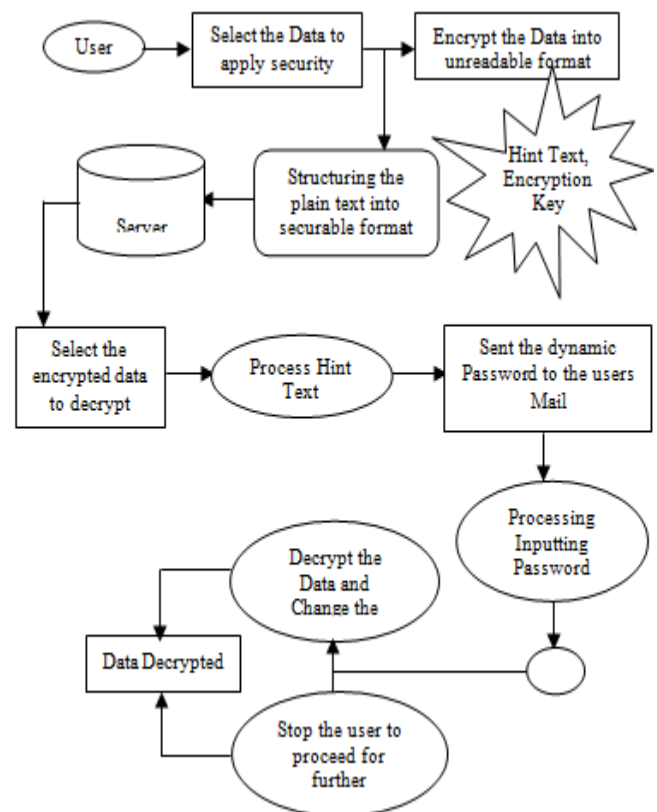 User
Select the Data to
apply security
Encrypt the Data into
unreadable format
Hint Text,
Encryption
Key
Structuring the
plain text into
securable format
Server
Select the
encrypted data
to decrypt
Process Hint
Text
Sent the dynamic
Password to the users
Mail
Processing
Inputting
Password
Decrypt the
Data and
Change the
Data Decrypted
Stop the user to
proceed for
further